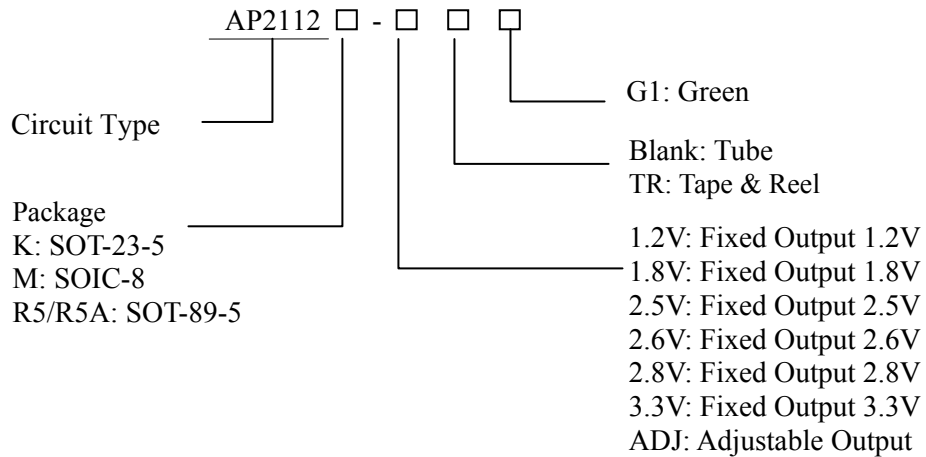 AP2112 □ - □ □ □
Circuit Type
Package
K: SOT-23-5
M: SOIC-8
R5/R5A: SOT-89-5
G1: Green
Blank: Tube
TR: Tape & Reel
1.2V: Fixed Output 1.2V
1.8V: Fixed Output 1.8V
2.5V: Fixed Output 2.5V
2.6V: Fixed Output 2.6V
2.8V: Fixed Output 2.8V
3.3V: Fixed Output 3.3V
ADJ: Adjustable Output